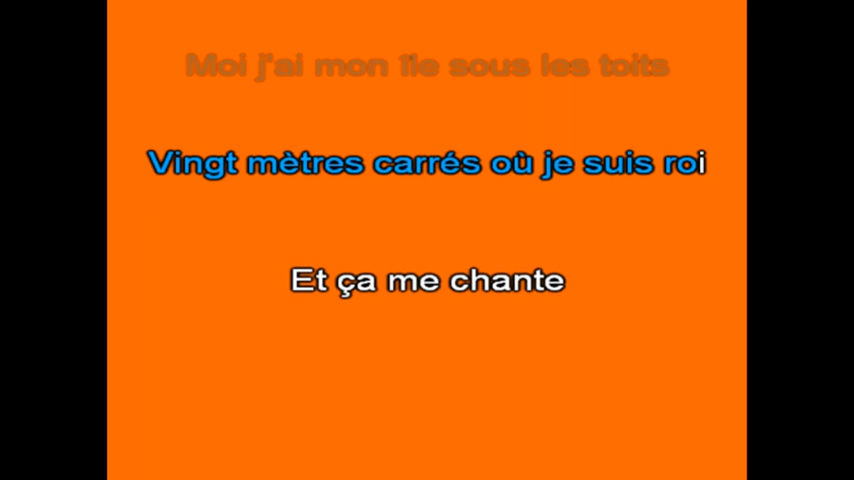 Moi j'ai mon île sous les toits
Vingt mètres carrés où je suis roi
Et ça me chante